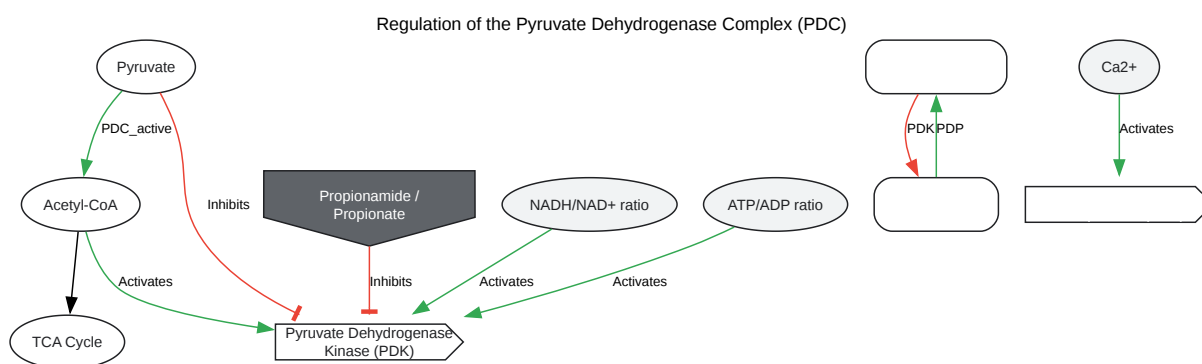 Regulation of the Pyruvate Dehydrogenase Complex (PDC)
Pyruvate
Ca2+
PDC_active
PDK
PDP
Activates
Acetyl-CoA
Inhibits
Propionamide /
Propionate
NADH/NAD+ ratio
ATP/ADP ratio
Activates
Inhibits
Activates
Activates
TCA Cycle
Pyruvate Dehydrogenase
Kinase (PDK)